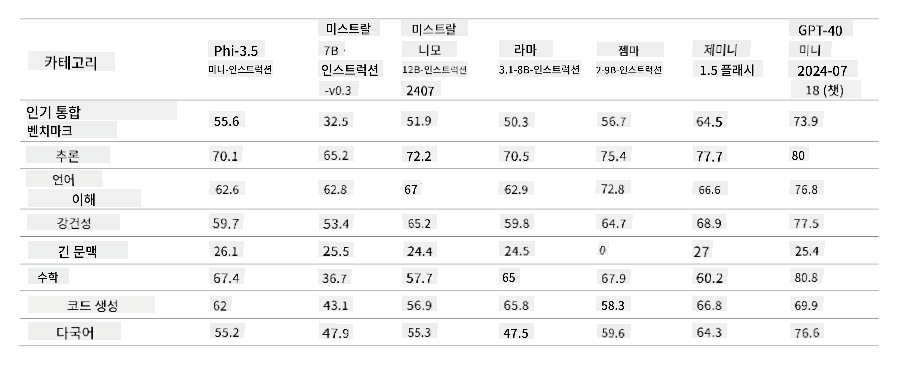 카테고리 Phi-3.5 미니-인스트럭션 미스트랄 7B · 인스트럭션 -v0.3 미스트랄 니모 12B-인스트럭션 2407 라마 3.1-8B-인스트럭션 젬마 2-9B-인스트럭션 제미니 1.5 플래시 GPT-40 미니 2024-07 18 (챗)
인기 통합 벤치마크 55.6 32.5 51.9 50.3 56.7 64.5 73.9
추론 70.1 65.2 72.2 70.5 75.4 77.7 80
언어 이해 62.6 62.8 67 62.9 72.8 66.6 76.8
강건성 59.7 53.4 65.2 59.8 64.7 68.9 77.5
긴 문맥 26.1 25.5 24.4 24.5 0 27 25.4
수학 67.4 36.7 57.7 65 67.9 60.2 80.8
코드 생성 62 43.1 56.9 65.8 58.3 66.8 69.9
다국어 55.2 47.9 55.3 47.5 59.6 64.3 76.6